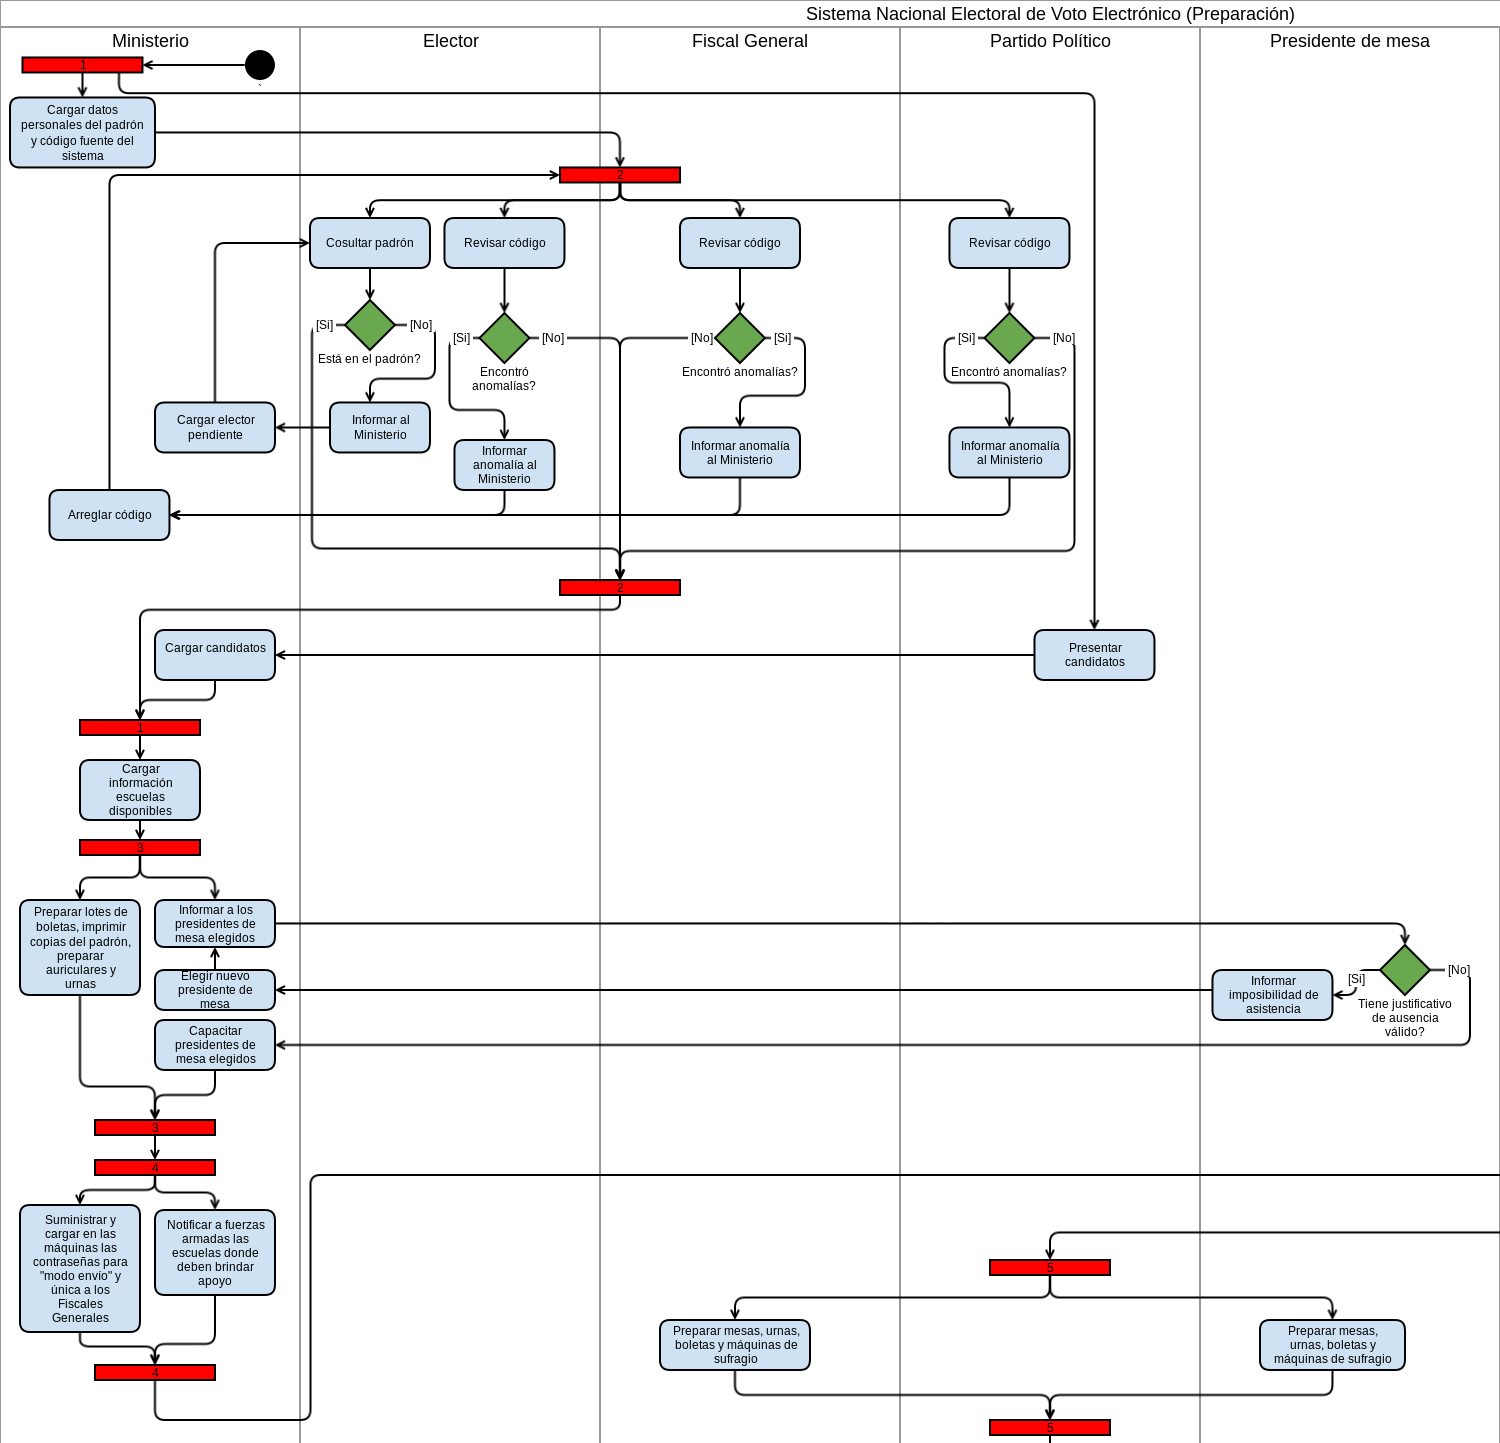 Sistema Nacional Electoral de Voto Electrónico (Preparación)
Ministerio
Elector
Fiscal General
Partido Político
Presidente de mesa
1
`
Cargar datos
personales del padrón
y código fuente del
sistema
2
Cosultar padrón
Revisar código
Revisar código
Revisar código
[Si]
[No]
Está en el padrón?
[Si]
[No]
Encontró
anomalías?
[No]
[Si]
Encontró anomalías?
[Si]
[No]
Encontró anomalías?
Cargar elector
pendiente
Informar al
Ministerio
Informar
anomalía al
Ministerio
Informar anomalía
al Ministerio
Informar anomalía
al Ministerio
Arreglar código
2
Cargar candidatos
Presentar
candidatos
1
Cargar
información
escuelas
disponibles
3
Preparar lotes de
boletas, imprimir
copias del padrón,
preparar
auriculares y
urnas
Informar a los
presidentes de
mesa elegidos
Elegir nuevo
presidente de
mesa
Informar
imposibilidad de
asistencia
[Si]
[No]
Tiene justificativo
de ausencia
válido?
Capacitar
presidentes de
mesa elegidos
3
4
Suministrar y
cargar en las
máquinas las
contraseñas para
"modo envío" y
única a los
Fiscales
Generales
Notificar a fuerzas
armadas las
escuelas donde
deben brindar
apoyo
5
Preparar mesas, urnas,
boletas y máquinas de
sufragio
Preparar mesas,
urnas, boletas y
máquinas de sufragio
4
5